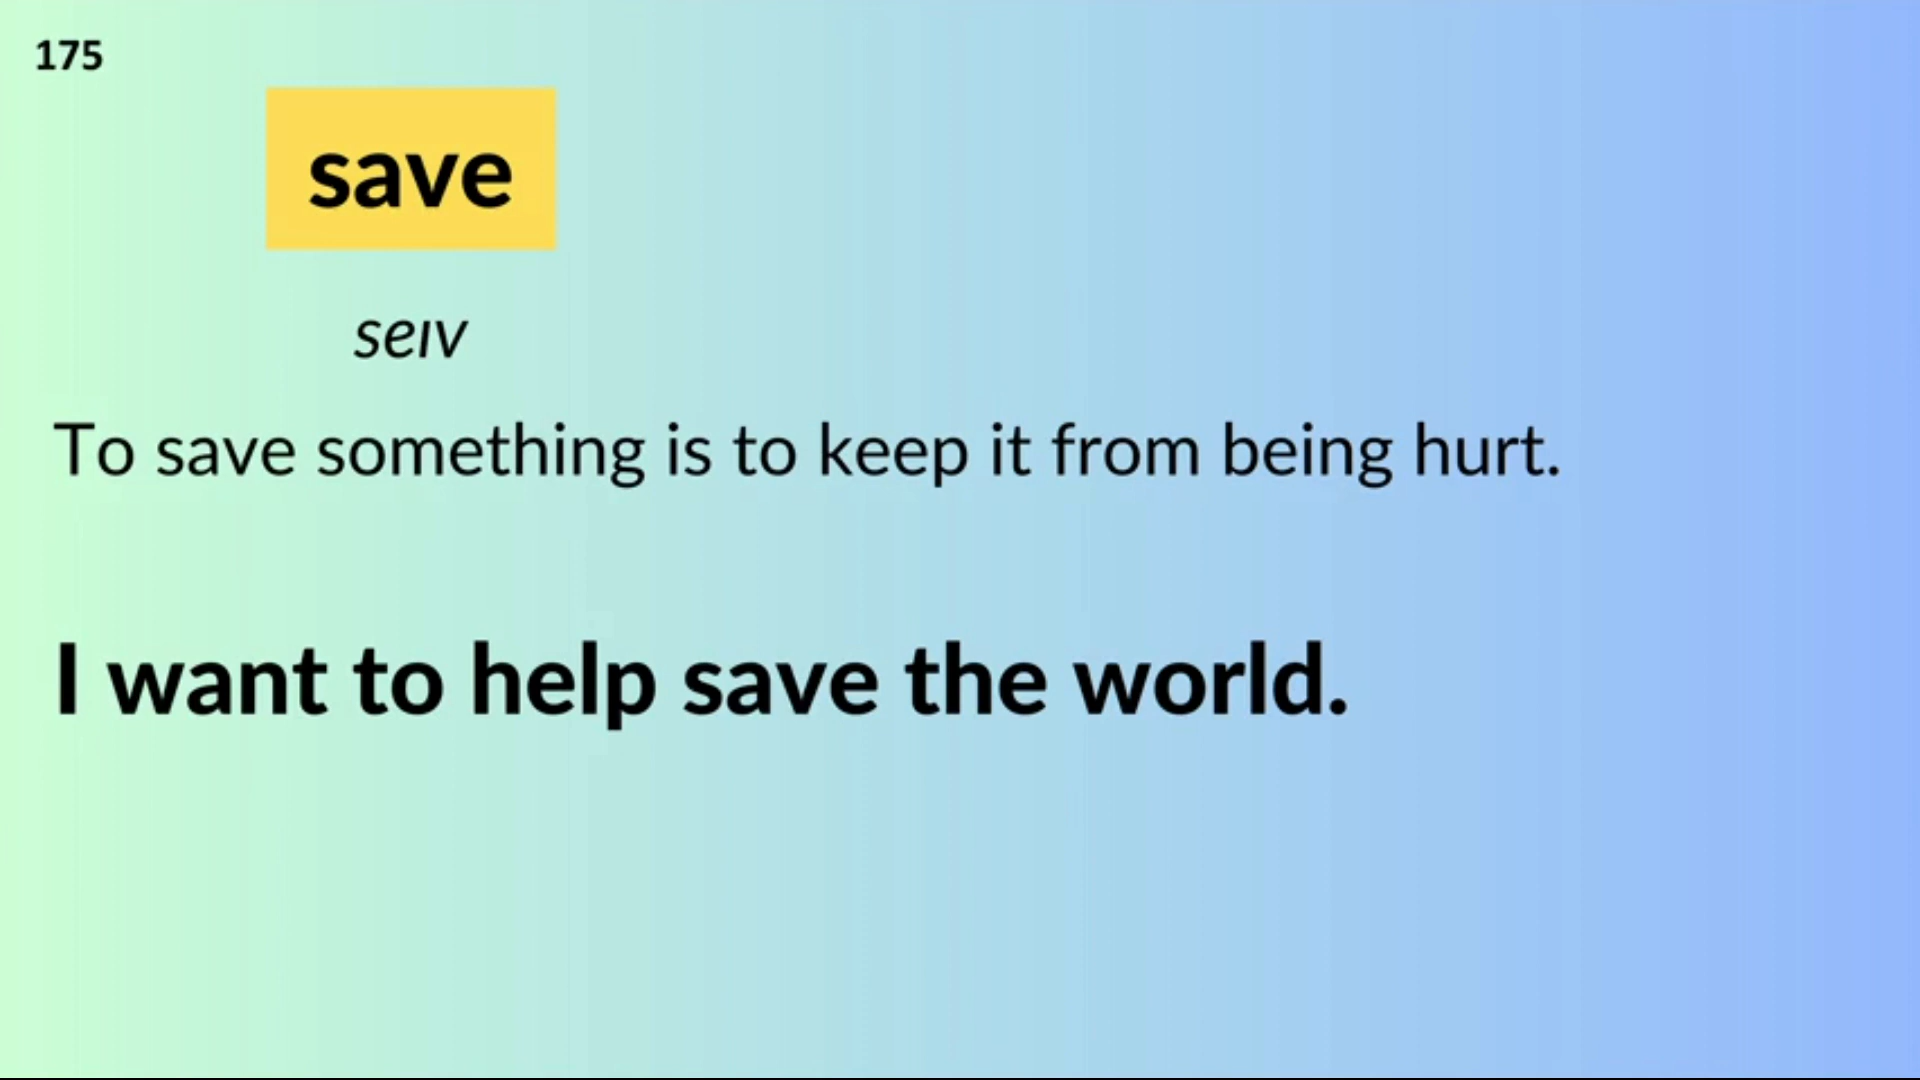 175
save
seɪv
To save something is to keep it from being hurt.
I want to help save the world.